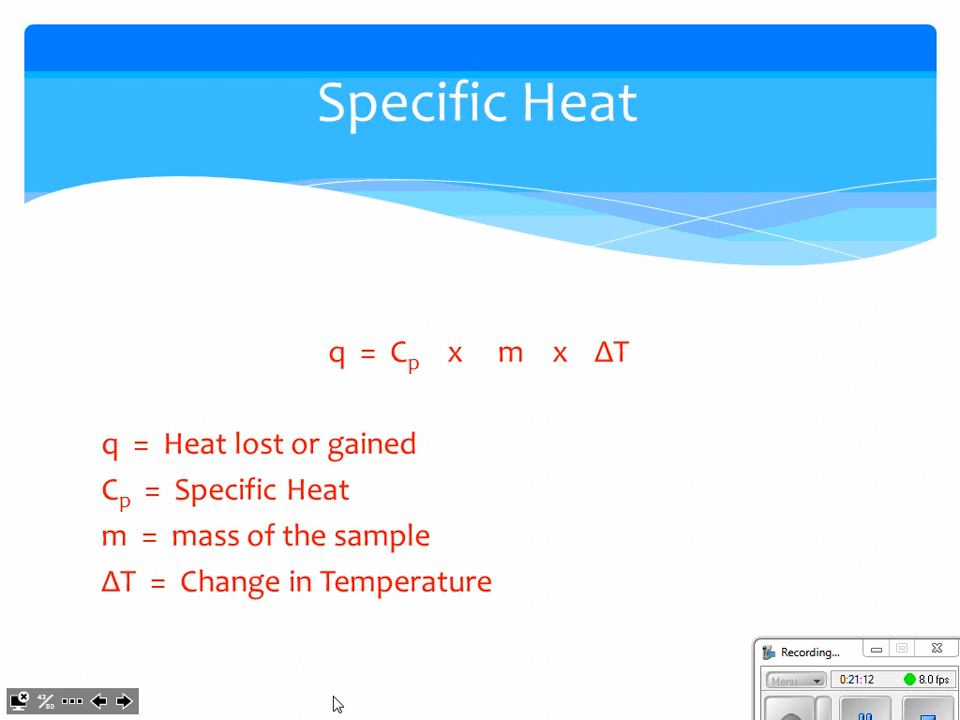 Specific Heat
q = Cp x m x ΔT
q = Heat lost or gained
Cp = Specific Heat
m = mass of the sample
ΔT = Change in Temperature
Recording...
Menu 0:21:12 8.0 fps